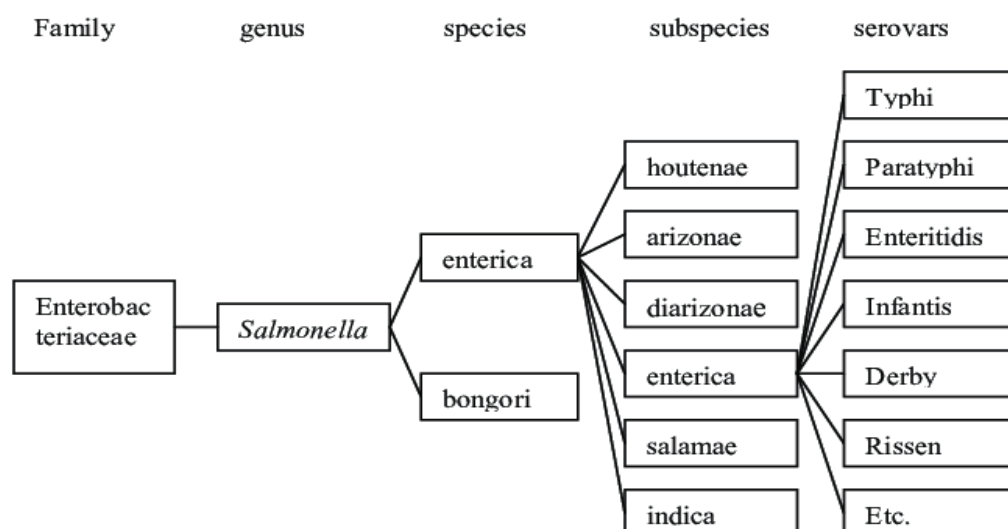 Family genus species subspecies serovars
Typhi
houtenae
Paratyphi
arizonae
Enteritidis
enterica
Enterobac
teriaceae
Salmonella
diarizonae
Infantis
enterica
Derby
bongori
salamae
Rissen
indica
Etc.